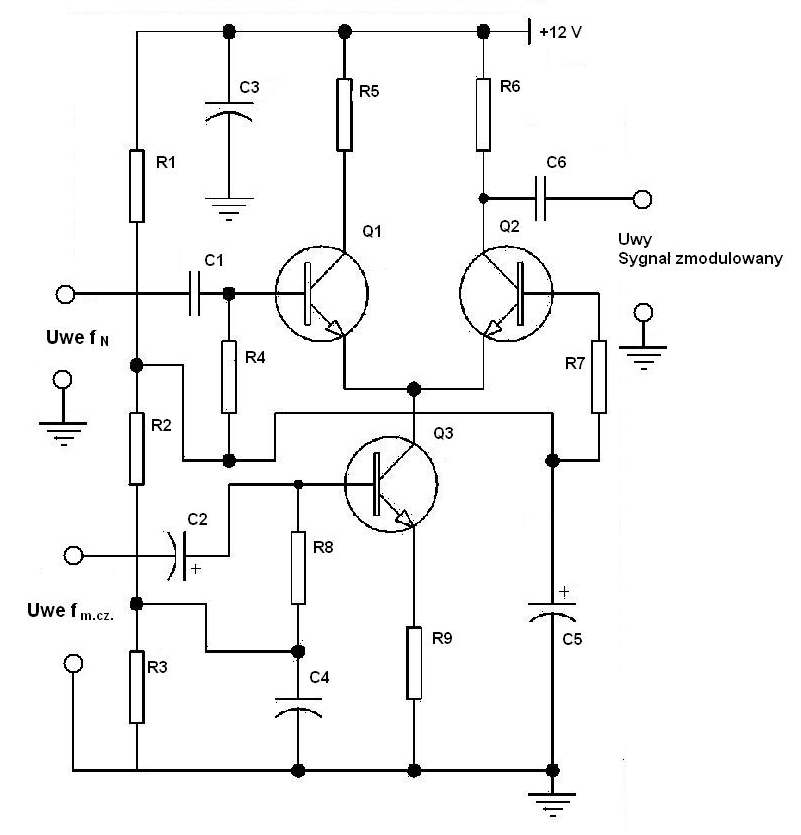 +12 V
C3
R5
R6
R1
C6
Q1
Q2
C1
Uwy
Sygnał zmodulowany
Uwe f N
R4
R7
R2
Q3
C2
+
R8
Uwe f m.cz.
+
C5
R9
R3
C4